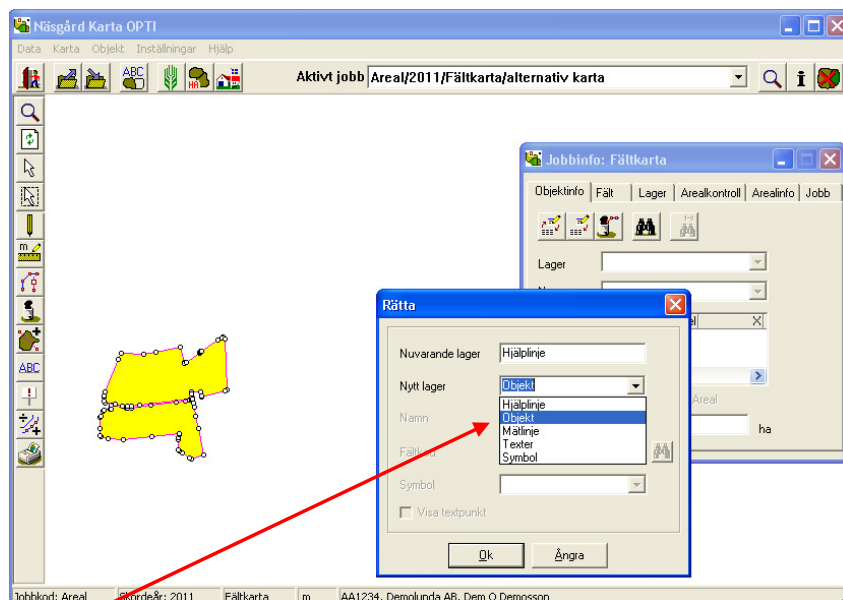 Näsgård Karta OPTI
Data Karta Objekt Inställningar Hjälp
ABC HA Aktivt jobb Areal/2011/Fältkarta/alternativ karta i
Jobbinfo: Fältkarta
Objektinfo Fält Lager Arealkontroll Arealinfo Jobb
m
Lager
Rätta
Nuvarande lager Hjälplinje
Nytt lager Objekt
Hjälplinje
Objekt
Mätlinje
Texter
Symbol
Namn
Areal
ABC
ha
Symbol
Visa textpunkt
Ok Ångra
Jobbkod: Areal Skördeår: 2011 Fältkarta m AA1234, Demolunda AB, Dem O Demosson